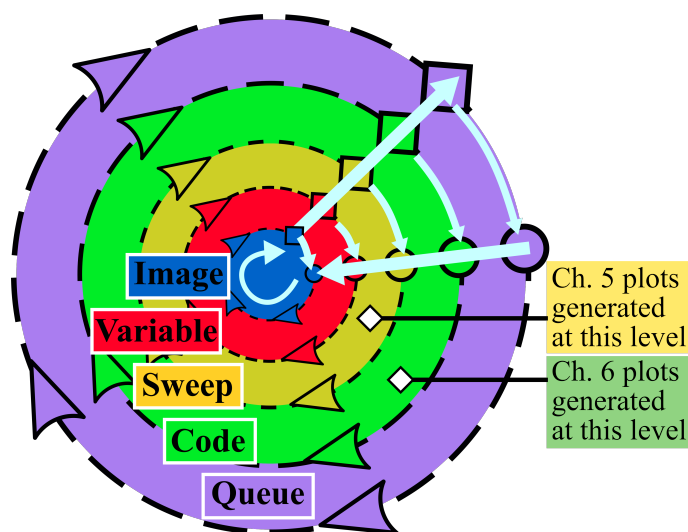 Image
Variable
Sweep
Code
Queue
Ch. 5 plots
generated
at this level
Ch. 6 plots
generated
at this level